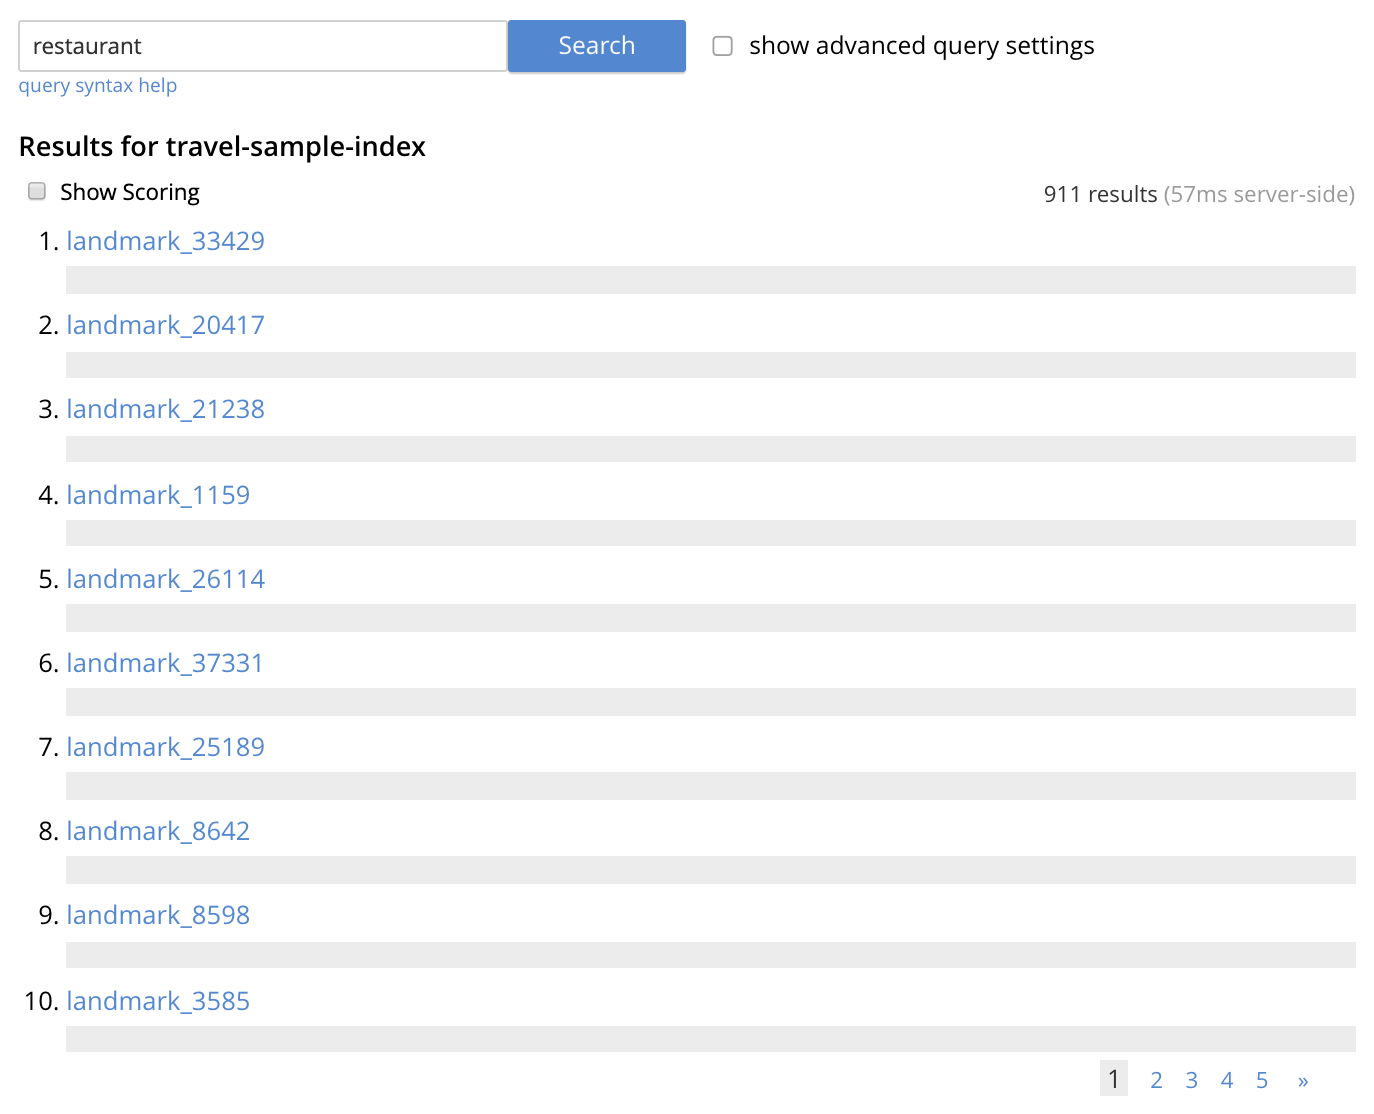 restaurant Search show advanced query settings
query syntax help
Results for travel-sample-index
Show Scoring 911 results (57ms server-side)
1. landmark_33429
2. landmark_20417
3. landmark_21238
4. landmark_1159
5. landmark_26114
6. landmark_37331
7. landmark_25189
8. landmark_8642
9. landmark_8598
10. landmark_3585
1 2 3 4 5 »